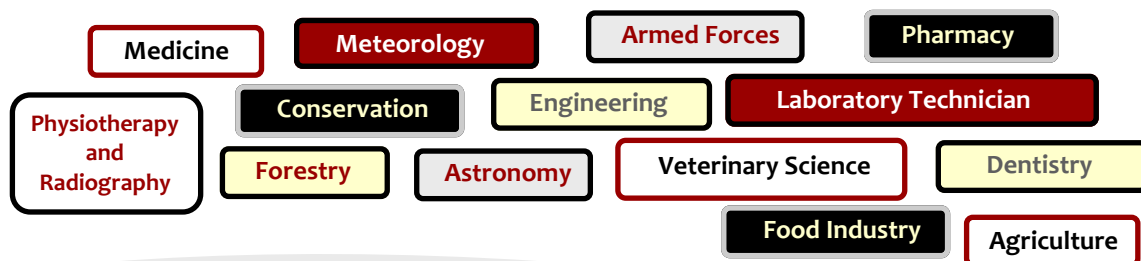 Medicine
Meteorology
Armed Forces
Pharmacy
Physiotherapy
and
Radiography
Conservation
Engineering
Laboratory Technician
Forestry
Astronomy
Veterinary Science
Dentistry
Food Industry
Agriculture